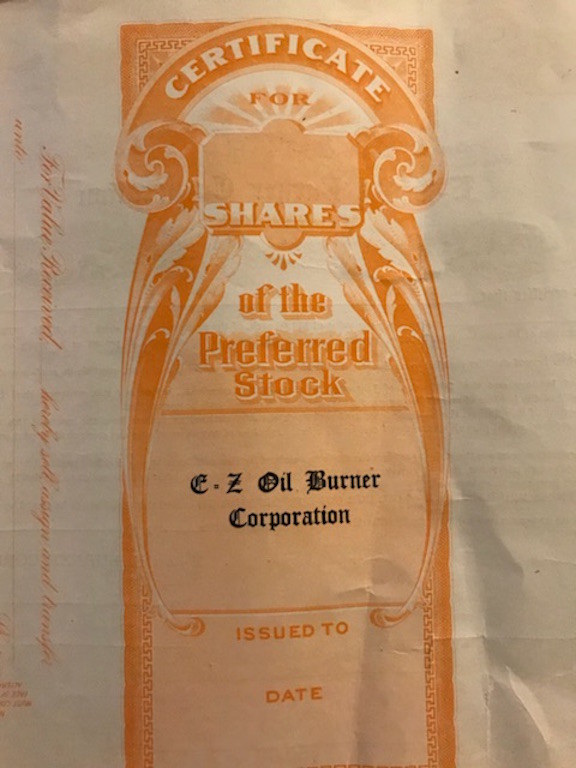 CERTIFICATE
FOR
SHARES
of the
Preferred
Stock
E-Z Oil Burner
Corporation
ISSUED TO
DATE
For Value Received, hereby sell, assign and transfer
unto